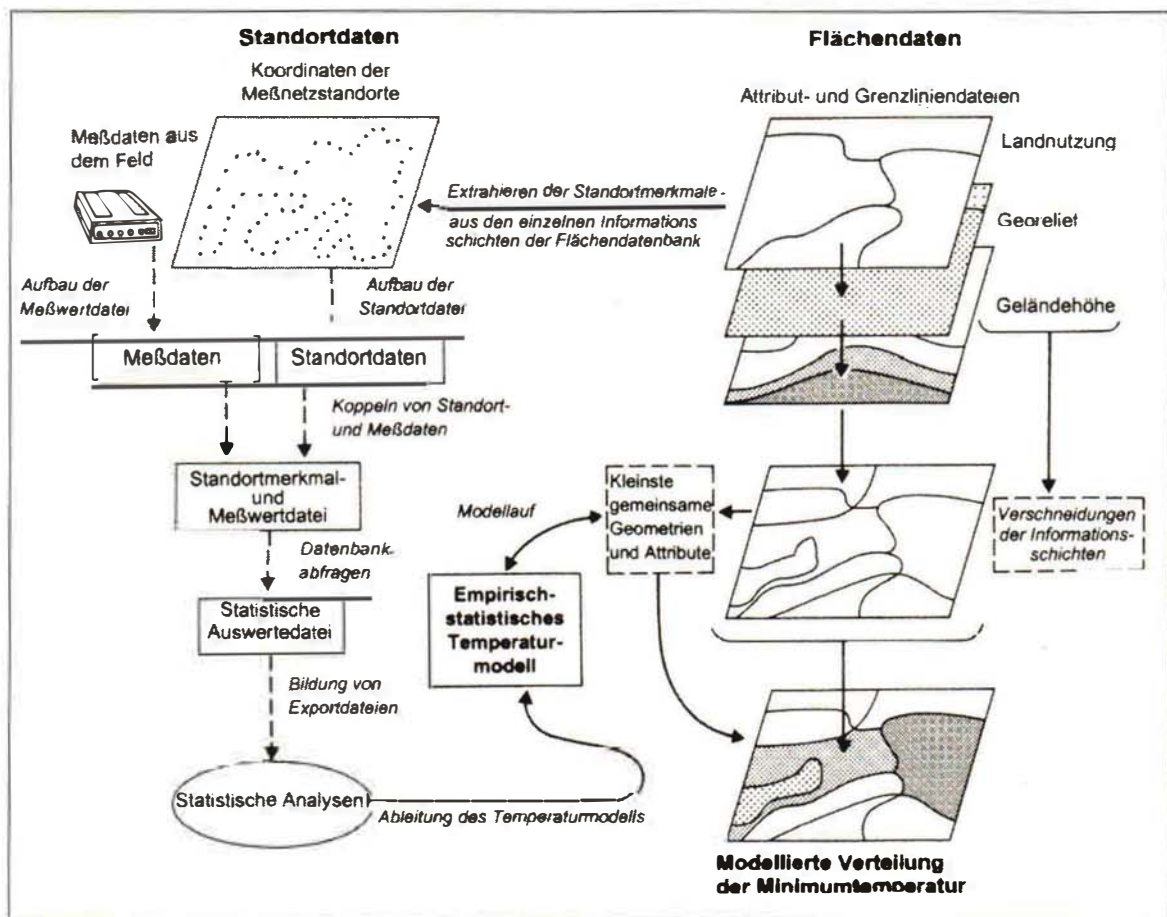 Standortdaten
Koordinaten der
Meßnetzstandorte
Meßdaten aus
dem Feld
Aufbau der
Meßwertdatei
Aufbau der
Standortdatei
Meßdaten
Standortdaten
Koppeln von Standort-
und Meßdaten
Standortmerkmal-
und
Meßwertdatei
Datenbank-
abfragen
Statistische
Auswertedatei
Bildung von
Exportdateien
Statistische Analysen
Ableitung des Temperaturmodells
Extrahieren der Standortmerkmale -
aus den einzelnen Informations
schichten der Flächendatenbank
Modellauf
Empirisch-
statistisches
Temperatur-
modell
Kleinste
gemeinsame
Geometrien
und Attribute
Flächendaten
Attribut- und Grenzliniendateien
Landnutzung
Georelief
Geländehöhe
Verschneidungen
der Informations-
schichten
Modellierte Verteilung
der Minimumtemperatur